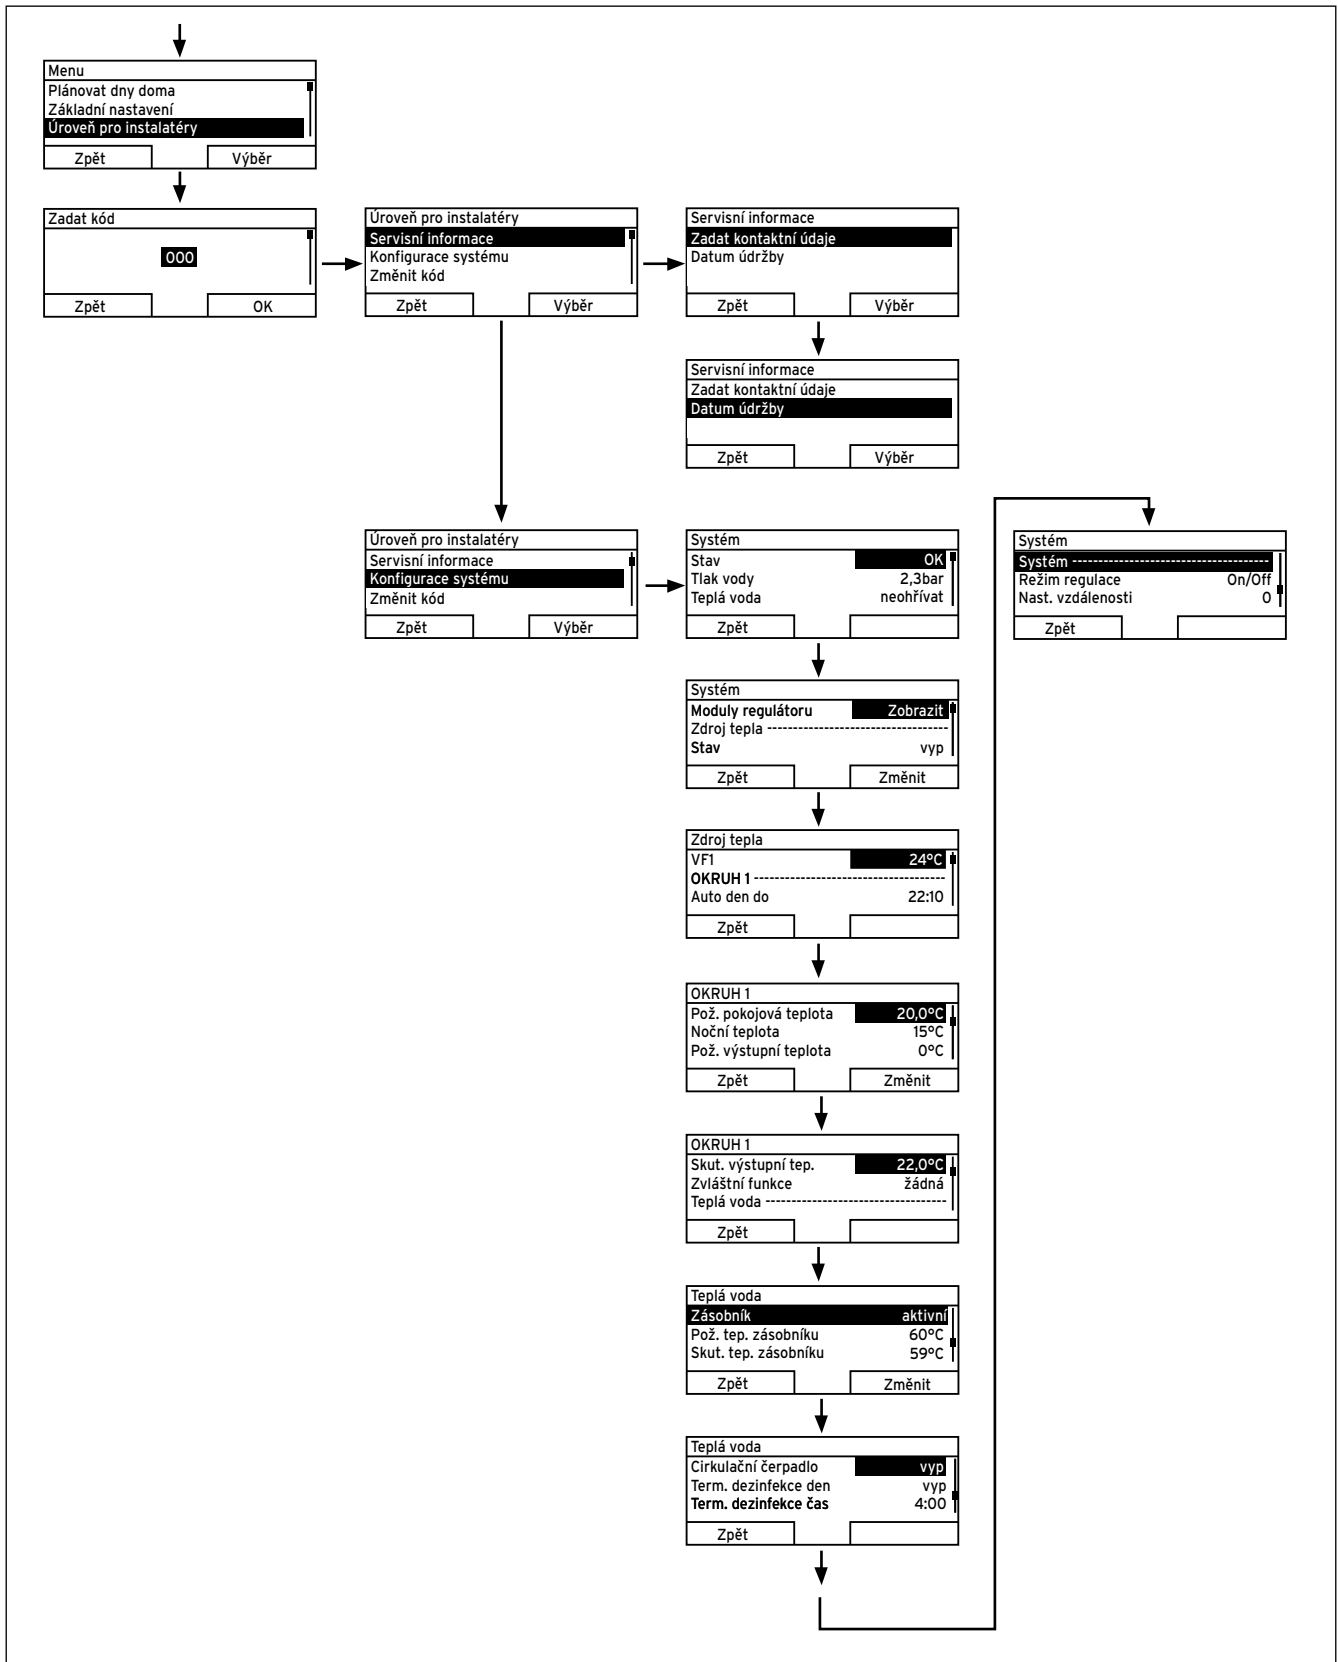 Menu
Plánovat dny doma
Základní nastavení
Úroveň pro instalatéry
Zpět Výběr
Zadat kód
000
Zpět OK
Úroveň pro instalatéry
Servisní informace
Konfigurace systému
Změnit kód
Zpět Výběr
Servisní informace
Zadat kontaktní údaje
Datum údržby
Zpět Výběr
Servisní informace
Zadat kontaktní údaje
Datum údržby
Zpět Výběr
Úroveň pro instalatéry
Servisní informace
Konfigurace systému
Změnit kód
Zpět Výběr
Systém
Stav OK
Tlak vody 2,3bar
Teplá voda neohřívat
Zpět
Systém
Moduly regulátoru Zobrazit
Zdroj tepla -----------------------------------
Stav vyp
Zpět Změnit
Zdroj tepla
VF1 24°C
OKRUH 1 -------------------------------------
Auto den do 22:10
Zpět
OKRUH 1
Pož. pokojová teplota 20,0°C
Noční teplota 15°C
Pož. výstupní teplota 0°C
Zpět Změnit
OKRUH 1
Skut. výstupní tep. 22,0°C
Zvláštní funkce žádná
Teplá voda -----------------------------------
Zpět
Teplá voda
Zásobník aktivní
Pož. tep. zásobníku 60°C
Skut. tep. zásobníku 59°C
Zpět Změnit
Teplá voda
Cirkulační čerpadlo vyp
Term. dezinfekce den vyp
Term. dezinfekce čas 4:00
Zpět
Systém
Systém ---------------------------------------
Režim regulace On/Off
Nast. vzdálenosti 0
Zpět